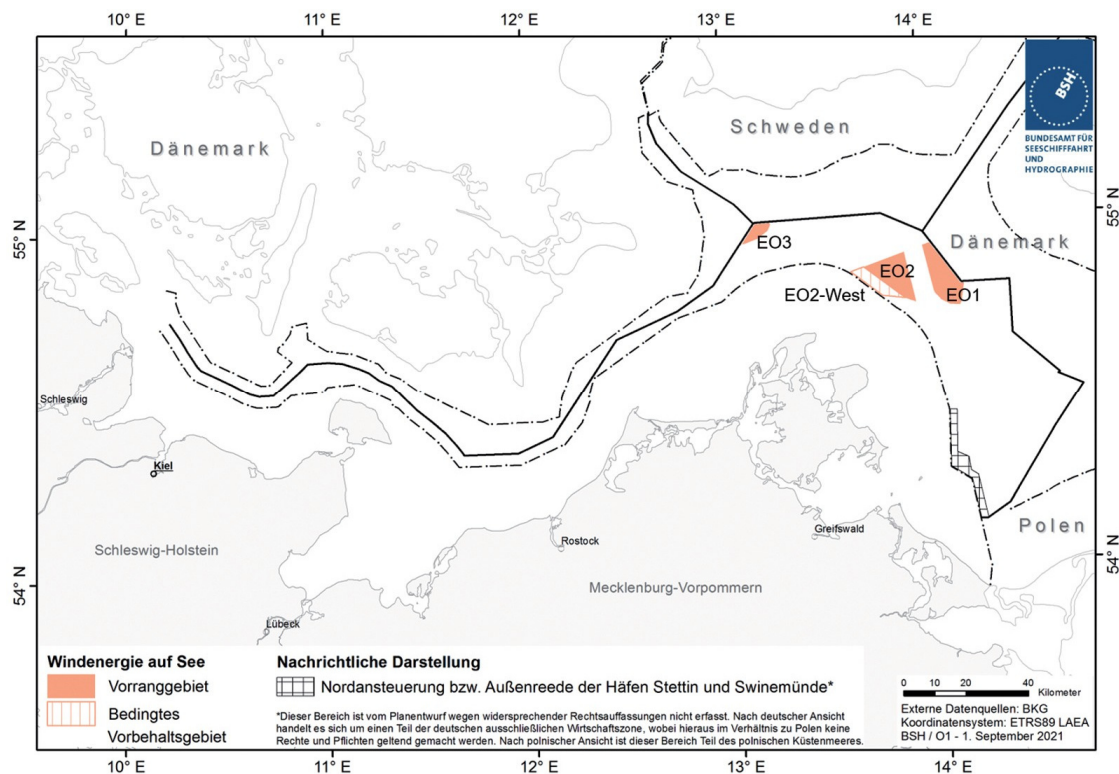 10° E 11° E 12° E 13° E 14° E
BSH
BUNDESAMT FÜR
SEESCHIFFFAHRT
UND
HYDROGRAPHIE
Schweden
Dänemark
55° N
55° N
EO3
Dänemark
EO2
EO2-West
EO1
Schleswig
Kiel
Greifswald
Polen
Rostock
Schleswig-Holstein
54° N
54° N
Mecklenburg-Vorpommern
Lübeck
Windenergie auf See
Vorranggebiet
Bedingtes
Vorbehaltsgebiet
Nachrichtliche Darstellung
Nordansteuerung bzw. Außenreede der Häfen Stettin und Swinemünde*
*Dieser Bereich ist vom Planentwurf wegen widersprechender Rechtsauffassungen nicht erfasst. Nach deutscher Ansicht
handelt es sich um einen Teil der deutschen ausschließlichen Wirtschaftszone, wobei hieraus im Verhältnis zu Polen keine
Rechte und Pflichten geltend gemacht werden. Nach polnischer Ansicht ist dieser Bereich Teil des polnischen Küstenmeeres.
0 10 20 40 Kilometer
Externe Datenquellen: BKG
Koordinatensystem: ETRS89 LAEA
BSH / O1 - 1. September 2021
10° E 11° E 12° E 13° E 14° E